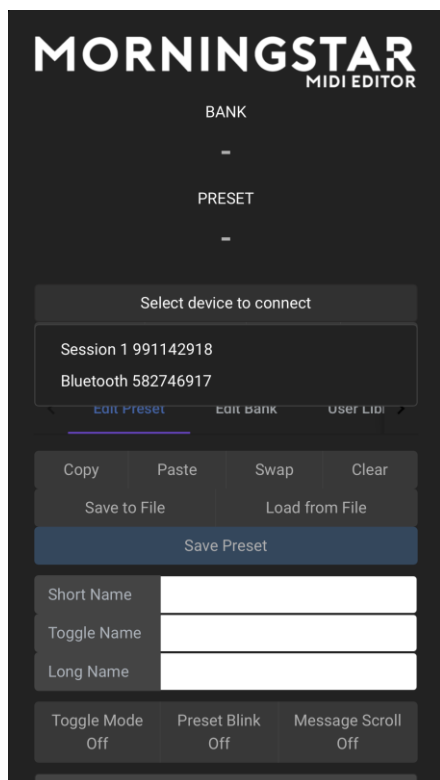 MORNINGSTAR
MIDI EDITOR
BANK
-
PRESET
-
Select device to connect
Session 1 991142918
Bluetooth 582746917
Edit Preset Edit Bank User Lib
Copy Paste Swap Clear
Save to File Load from File
Save Preset
Short Name
Toggle Name
Long Name
Toggle Mode Preset Blink Message Scroll
Off Off Off